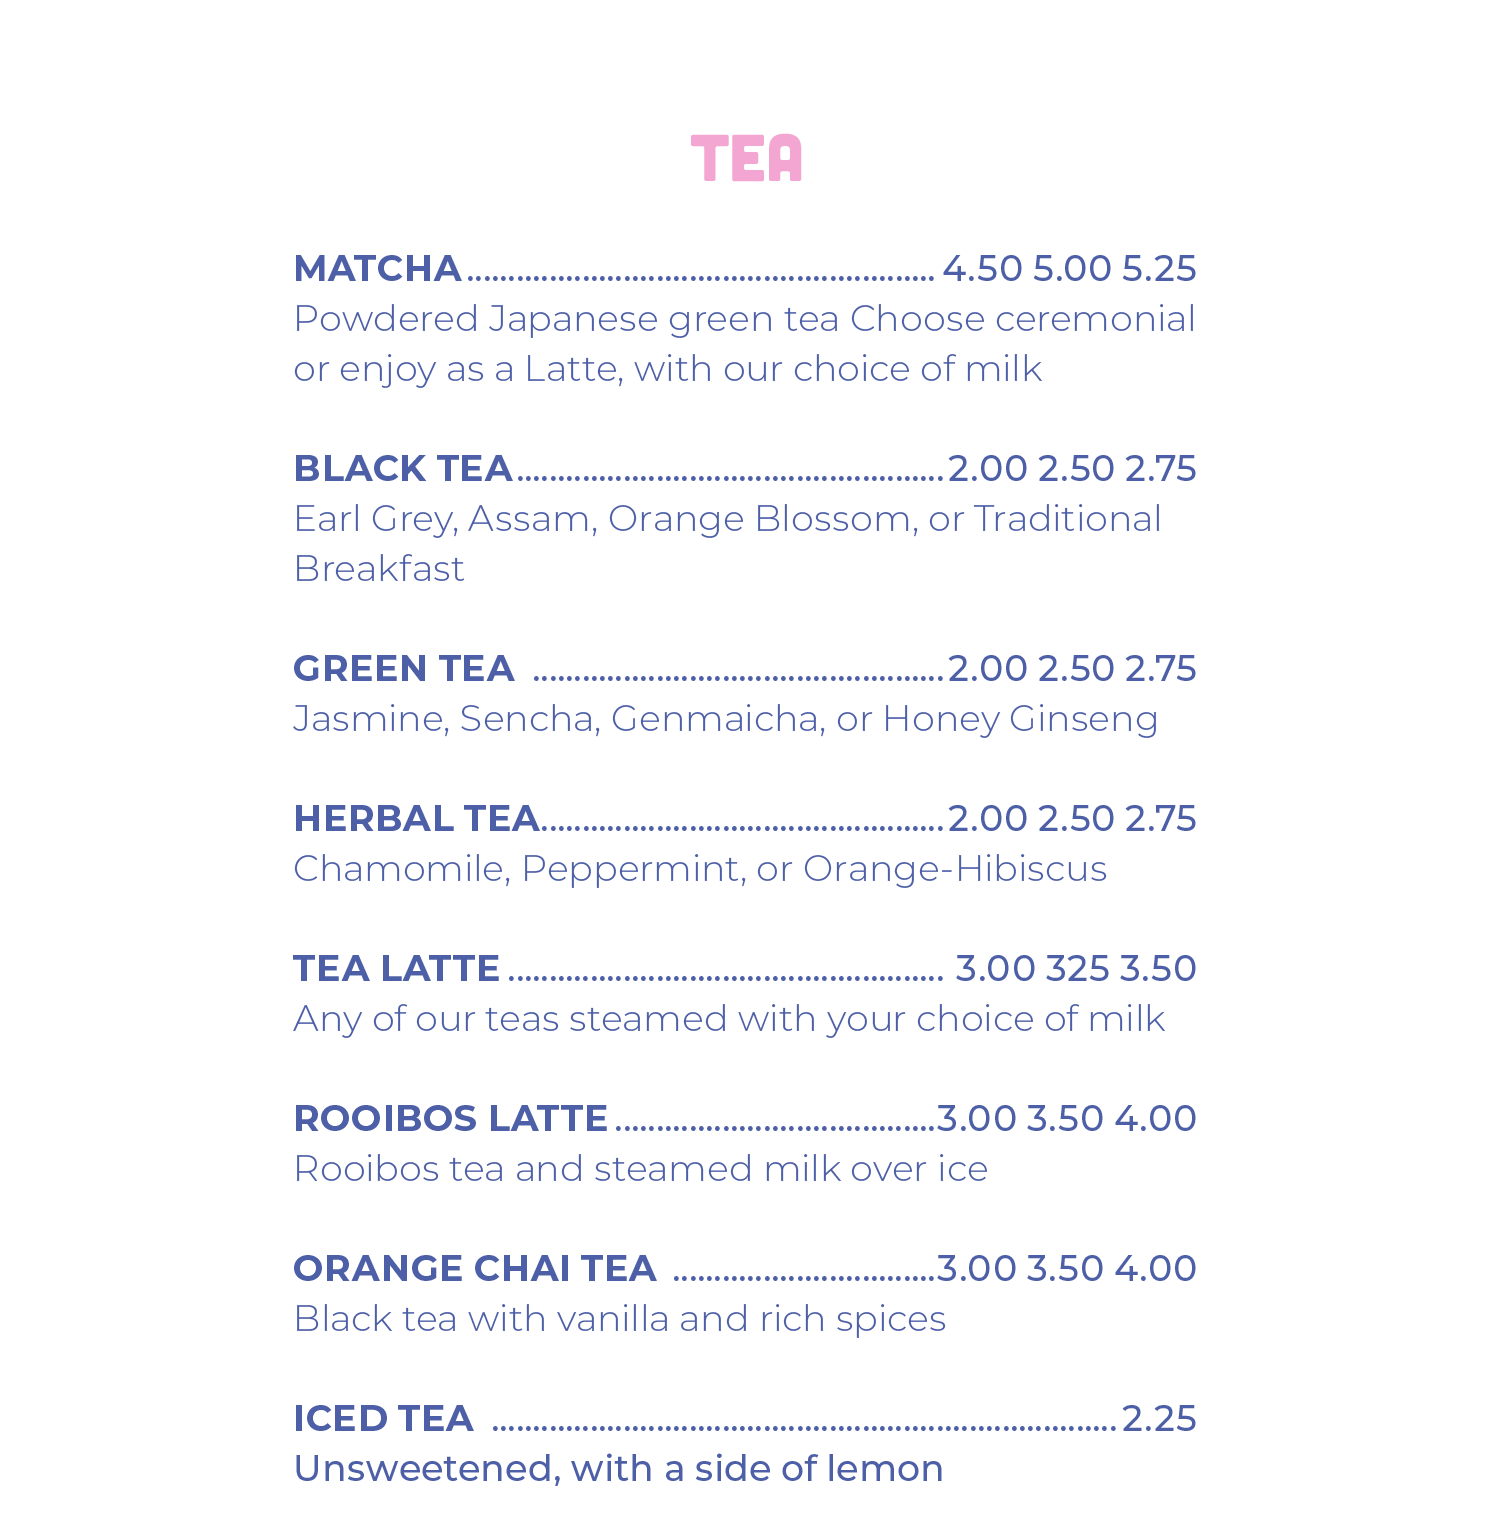 TEA
MATCHA......................................................... 4.50 5.00 5.25
Powdered Japanese green tea Choose ceremonial
or enjoy as a Latte, with our choice of milk
BLACK TEA....................................................2.00 2.50 2.75
Earl Grey, Assam, Orange Blossom, or Traditional
Breakfast
GREEN TEA ..................................................2.00 2.50 2.75
Jasmine, Sencha, Genmaicha, or Honey Ginseng
HERBAL TEA.................................................2.00 2.50 2.75
Chamomile, Peppermint, or Orange-Hibiscus
TEA LATTE ..................................................... 3.00 325 3.50
Any of our teas steamed with your choice of milk
ROOIBOS LATTE .......................................3.00 3.50 4.00
Rooibos tea and steamed milk over ice
ORANGE CHAI TEA ................................3.00 3.50 4.00
Black tea with vanilla and rich spices
ICED TEA ............................................................................ 2.25
Unsweetened, with a side of lemon